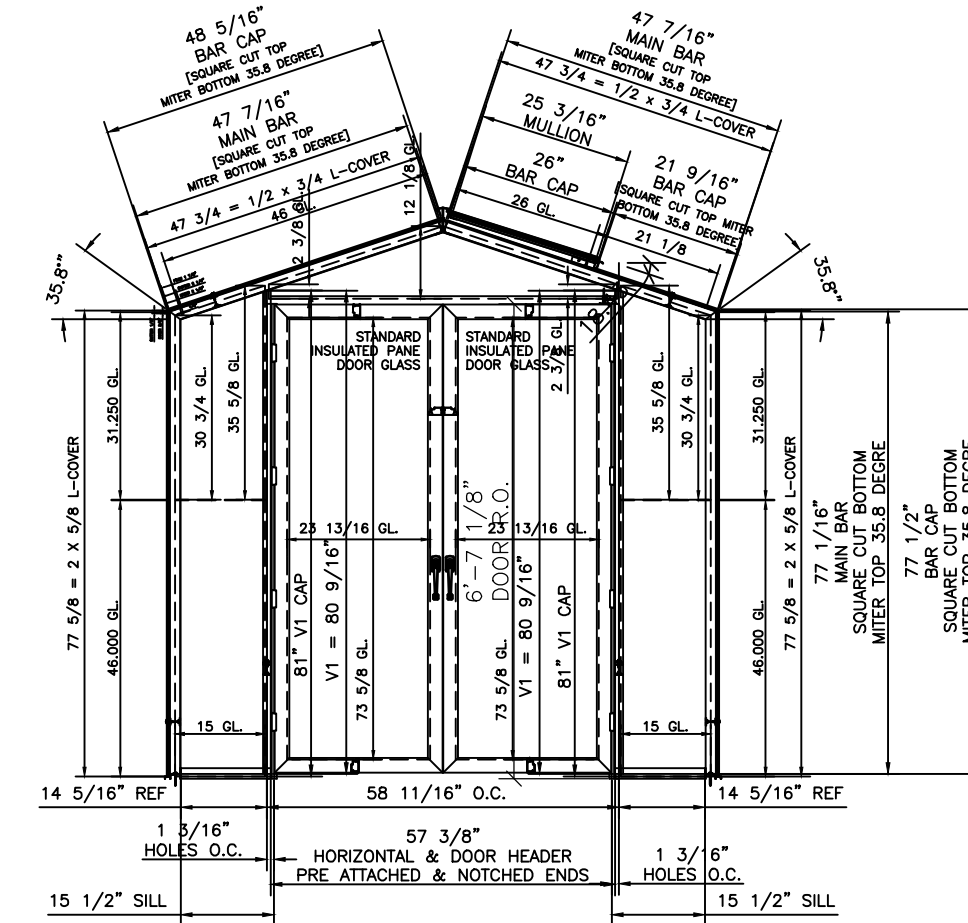 48 5/16"
BAR CAP
[SQUARE CUT TOP
MITER BOTTOM 35.8 DEGREE]
47 7/16"
MAIN BAR
[SQUARE CUT TOP
MITER BOTTOM 35.8 DEGREE]
47 3/4 = 1/2 x 3/4 L-COVER
46 GL.
2 3/8 GL.
12 1/8 GL.
47 7/16"
MAIN BAR
[SQUARE CUT TOP
MITER BOTTOM 35.8 DEGREE]
47 3/4 = 1/2 x 3/4 L-COVER
25 3/16"
MULLION
26"
BAR CAP
26 GL.
21 9/16"
BAR CAP
[SQUARE CUT TOP MITER
BOTTOM 35.8 DEGREE]
21 1/8
35.8°"
35.8°"
STANDARD
INSULATED PANE
DOOR GLASS
STANDARD
INSULATED PANE
DOOR GLASS
2 3/8 GL.
77 5/8 = 2 X 5/8 L-COVER
31.250 GL.
46.000 GL.
30 3/4 GL.
35 5/8 GL.
15 GL.
23 13/16 GL.
81" V1 CAP
V1 = 80 9/16"
73 5/8 GL.
6'-7 1/8"
DOOR R.O.
23 13/16 GL.
73 5/8 GL.
V1 = 80 9/16"
81" V1 CAP
35 5/8 GL.
30 3/4 GL.
15 GL.
31.250 GL.
46.000 GL.
77 5/8 = 2 X 5/8 L-COVER
77 1/16"
MAIN BAR
SQUARE CUT BOTTOM
MITER TOP 35.8 DEGRE
77 1/2"
BAR CAP
SQUARE CUT BOTTOM
MITER TOP 35.8 DEGRE
14 5/16" REF
58 11/16" O.C.
14 5/16" REF
1 3/16"
HOLES O.C.
57 3/8"
HORIZONTAL & DOOR HEADER
PRE ATTACHED & NOTCHED ENDS
1 3/16"
HOLES O.C.
15 1/2" SILL
15 1/2" SILL